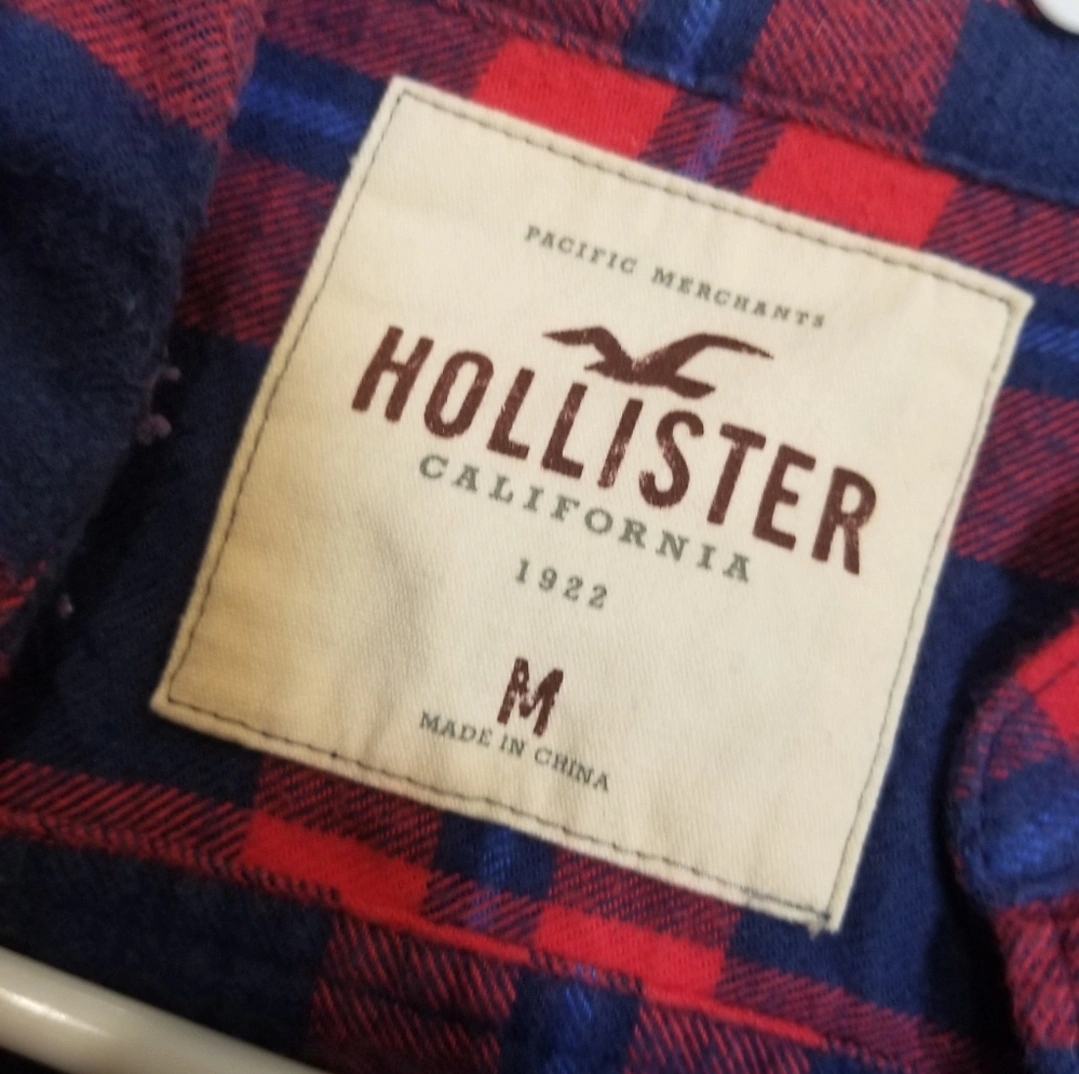 PACIFIC MERCHANTS
HOLLISTER
CALIFORNIA
1922
M
MADE IN CHINA